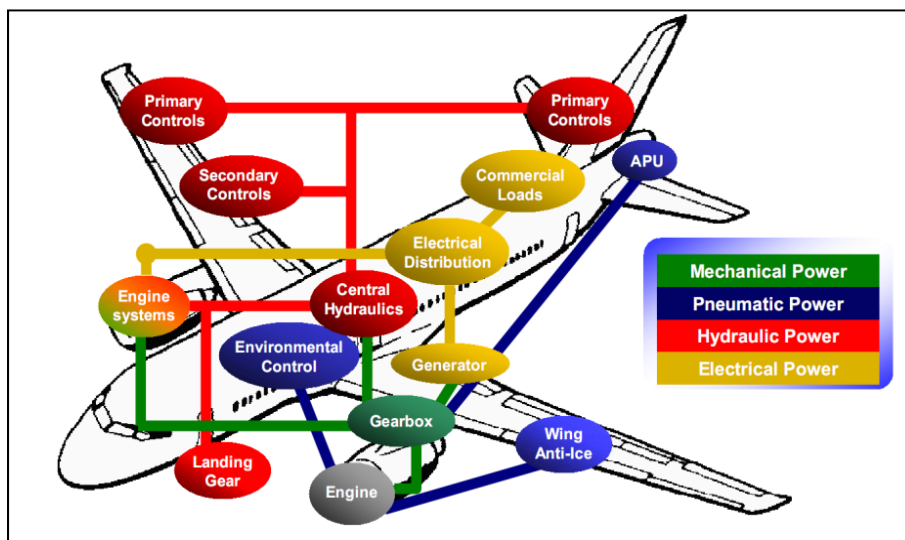 Primary
Controls
Primary
Controls
APU
Secondary
Controls
Commercial
Loads
Electrical
Distribution
Mechanical Power
Pneumatic Power
Hydraulic Power
Electrical Power
Engine
systems
Central
Hydraulics
Environmental
Control
Generator
Gearbox
Wing
Anti-Ice
Landing
Gear
Engine